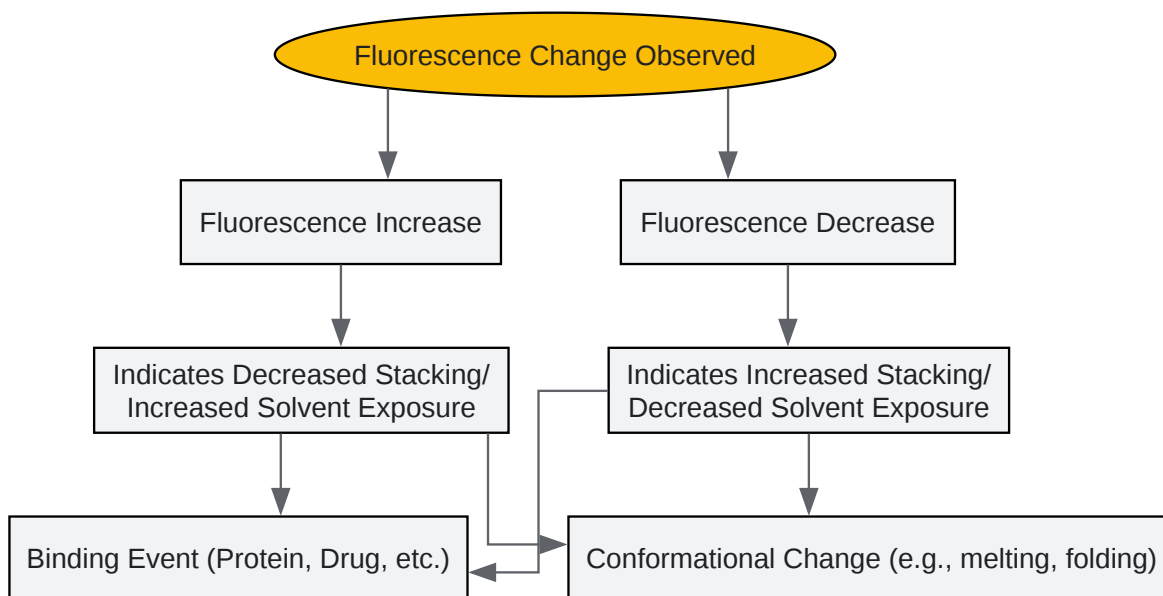 Fluorescence Change Observed
Fluorescence Increase
Fluorescence Decrease
Indicates Decreased Stacking/
Increased Solvent Exposure
Indicates Increased Stacking/
Decreased Solvent Exposure
Binding Event (Protein, Drug, etc.)
Conformational Change (e.g., melting, folding)